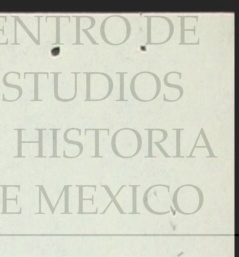 ENTRO DE
STUDIOS
HISTORIA
E MEXICO